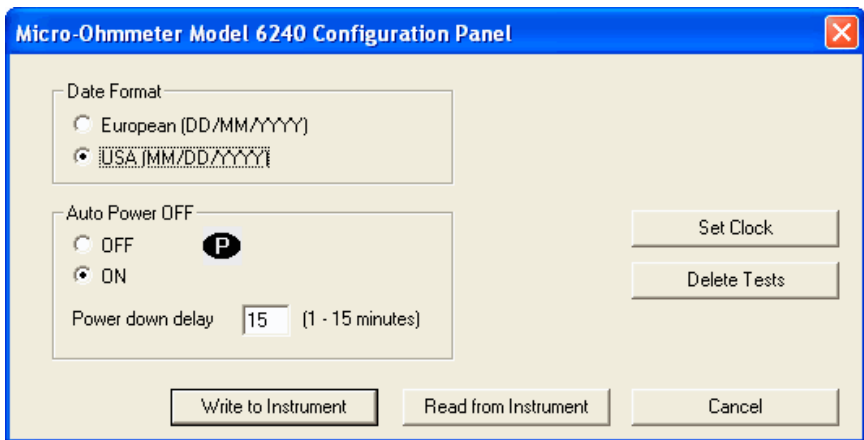 Micro-Ohmmeter Model 6240 Configuration Panel
Date Format
European (DD/MM/YYYY)
USA (MM/DD/YYYY)
Auto Power OFF
OFF
P
ON
Power down delay 15 (1 - 15 minutes)
Set Clock
Delete Tests
Write to Instrument Read from Instrument Cancel